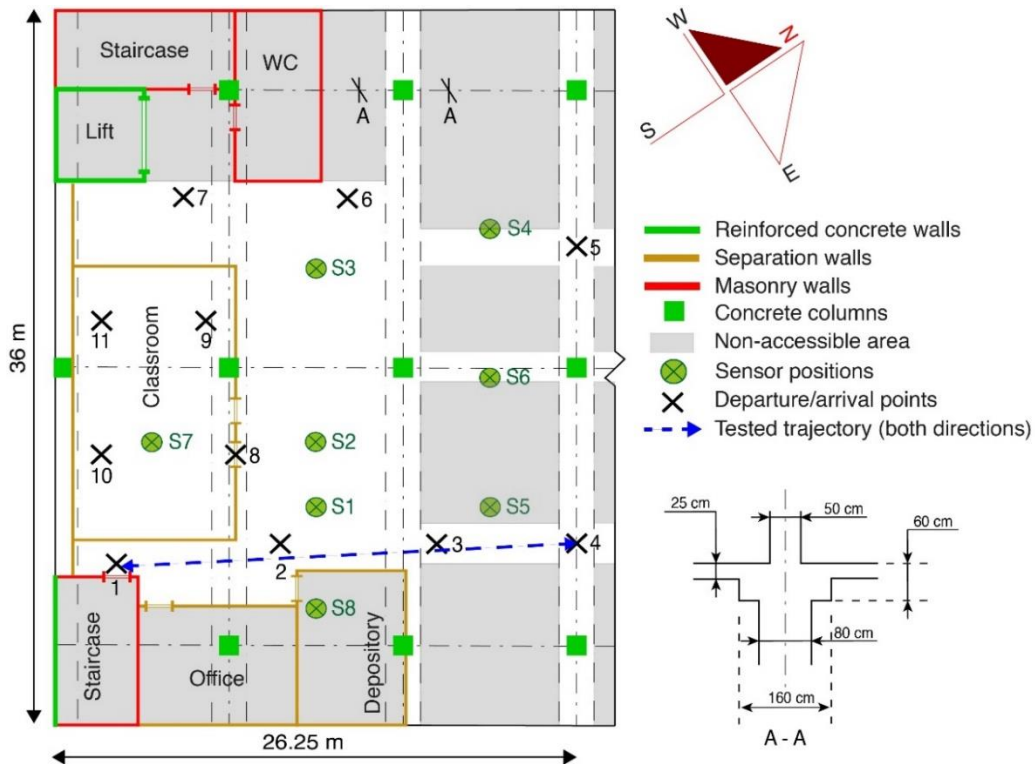 Staircase
WC
Lift
A
A
7
6
S4
5
S3
11
9
Classroom
S6
S7
S2
8
10
S1
S5
1
2
3
4
S8
Staircase
Office
Depository
36 m
26.25 m
W
N
S
E
Reinforced concrete walls
Separation walls
Masonry walls
Concrete columns
Non-accessible area
Sensor positions
Departure/arrival points
Tested trajectory (both directions)
25 cm
50 cm
60 cm
80 cm
160 cm
A - A